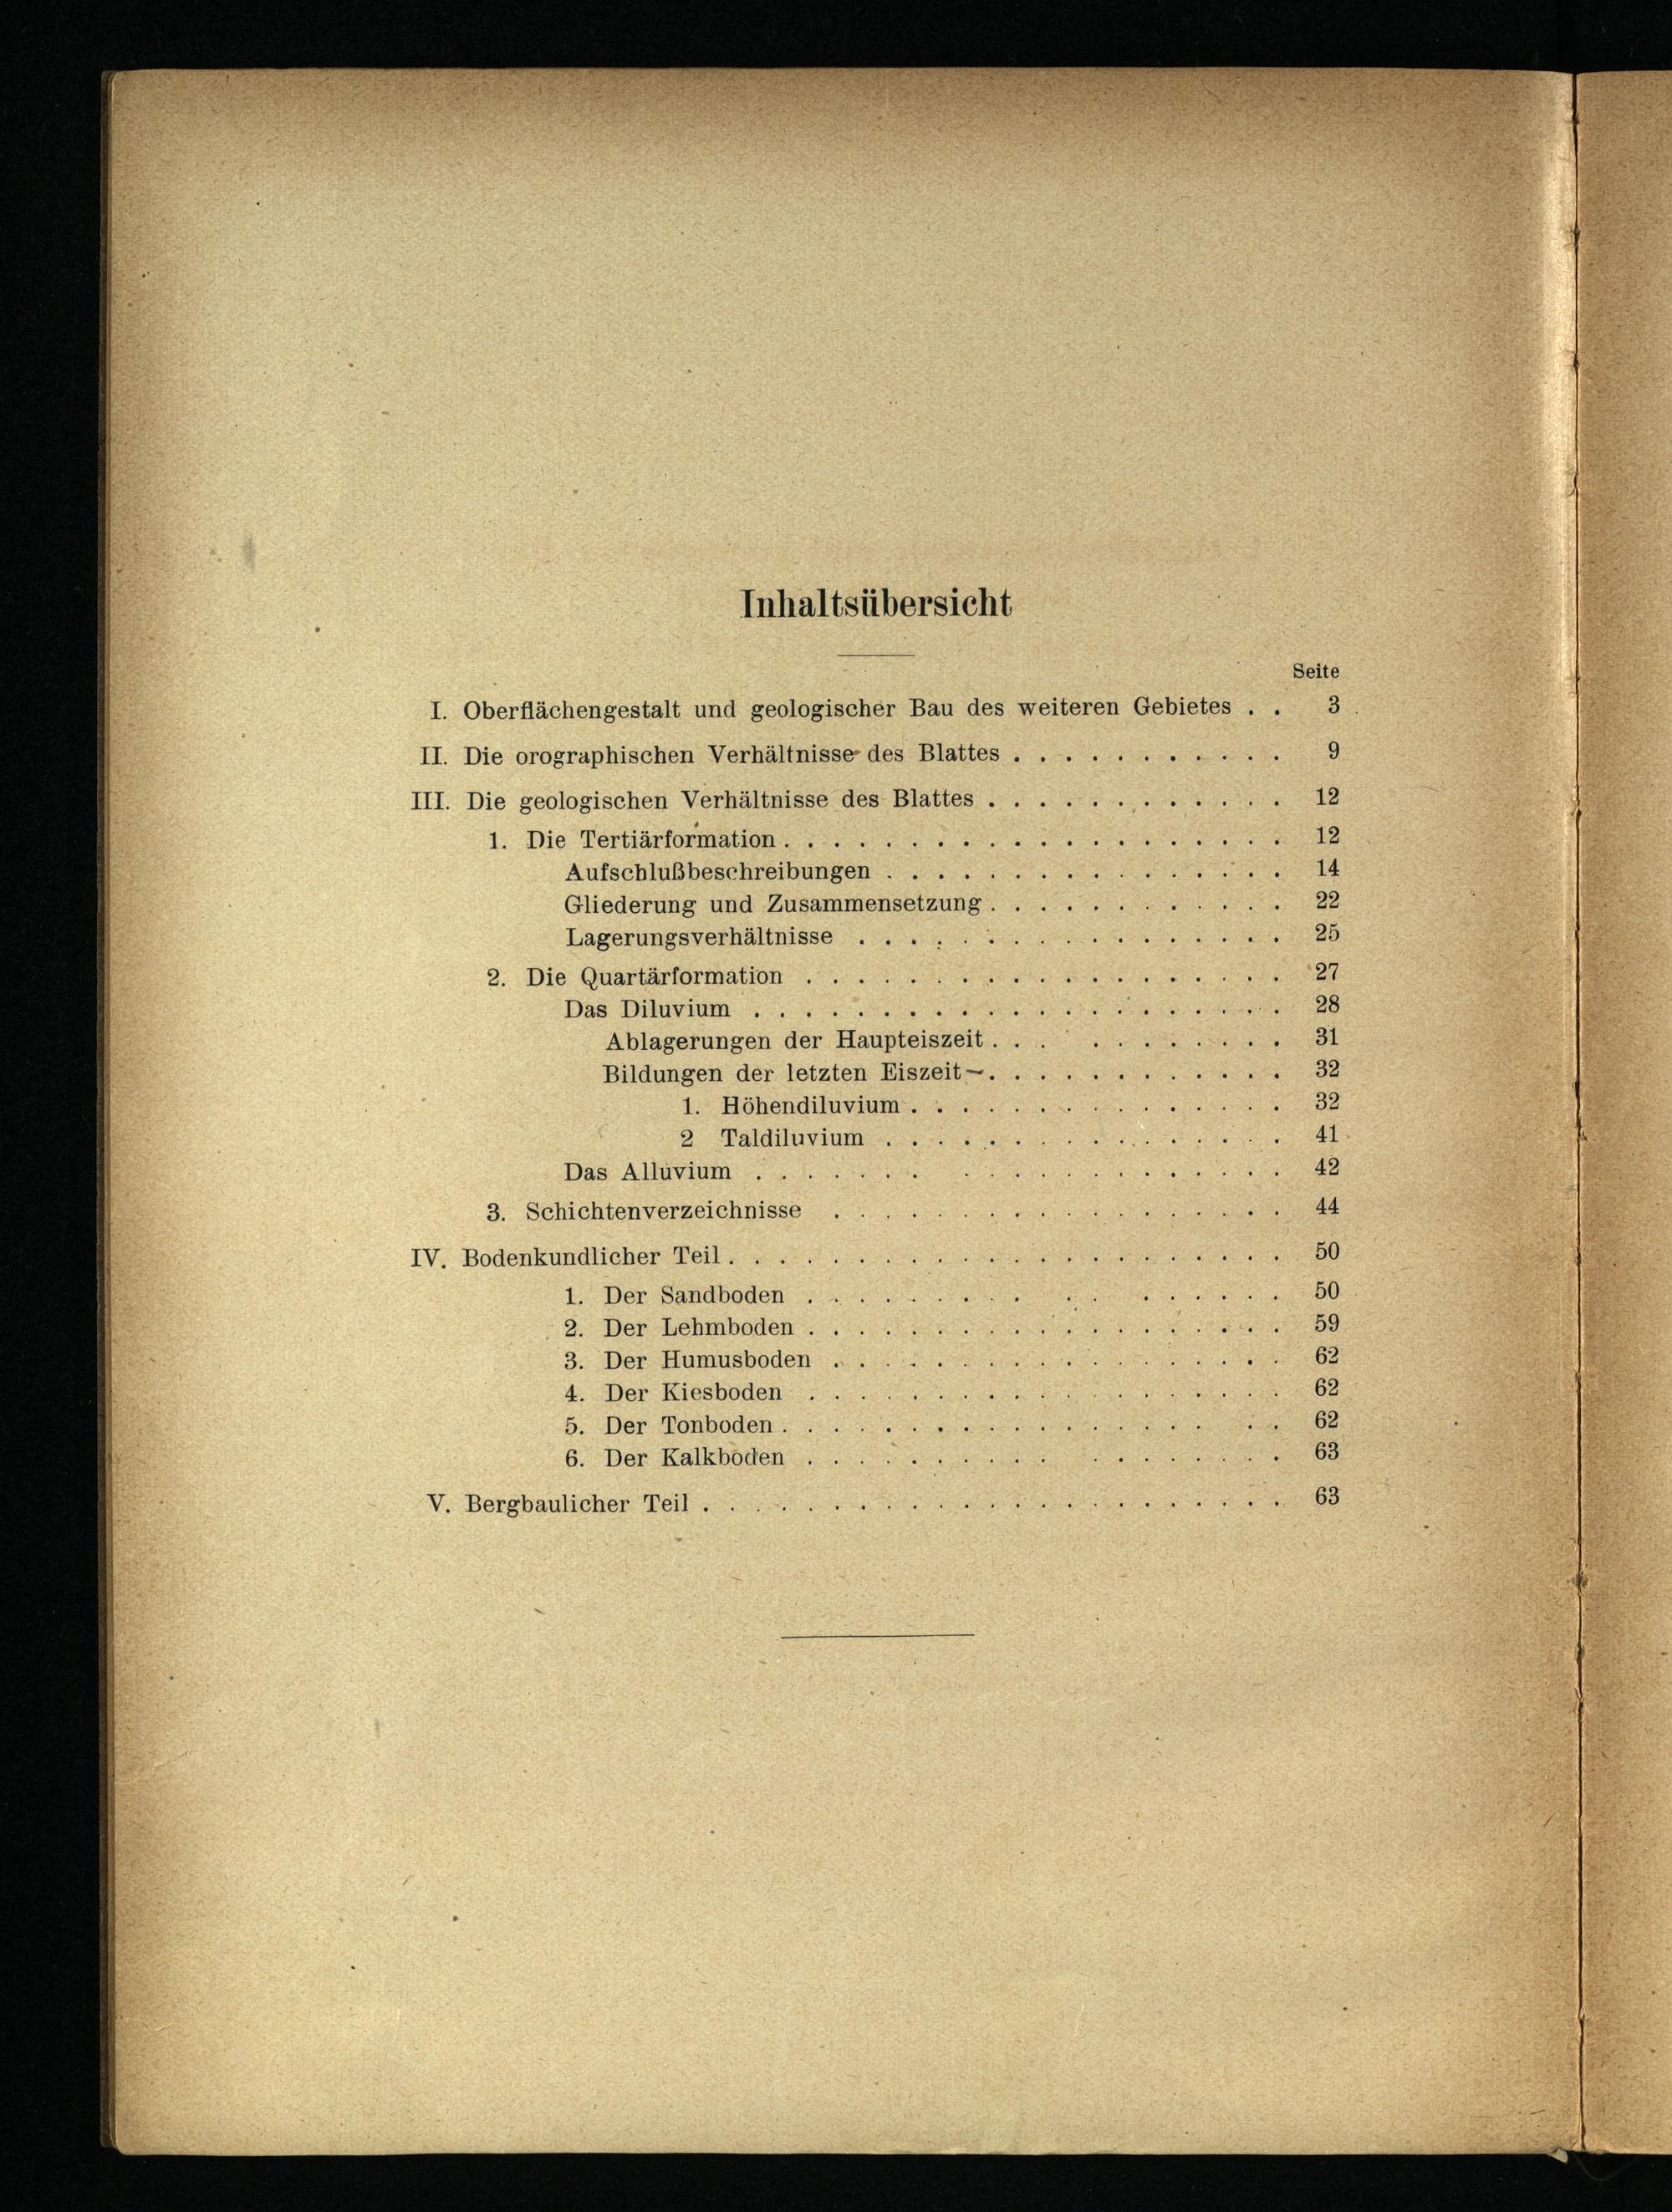 Inhaltsübersicht
Seite
I. Oberflächengestalt und geologischer Bau des weiteren Gebietes . . 3
II. Die orographischen Verhältnisse des Blattes . . . . . . . . . . . 9
III. Die geologischen Verhältnisse des Blattes . . . . . . . . . . . . 12
1. Die Tertiärformation . . . . . . . . . . . . . . . . . . . . 12
Aufschlußbeschreibungen . . . . . . . . . . . . . . . . 14
Gliederung und Zusammensetzung . . . . . . . . . . . . 22
Lagerungsverhältnisse . . . . . . . . . . . . . . . . . 25
2. Die Quartärformation . . . . . . . . . . . . . . . . . . . 27
Das Diluvium . . . . . . . . . . . . . . . . . . . . . 28
Ablagerungen der Haupteiszeit . . . . . . . . . . . 31
Bildungen der letzten Eiszeit . . . . . . . . . . . . 32
1. Höhendiluvium . . . . . . . . . . . . . . . 32
2 Taldiluvium . . . . . . . . . . . . . . . . 41
Das Alluvium . . . . . . . . . . . . . . . . . . . . 42
3. Schichtenverzeichnisse . . . . . . . . . . . . . . . . . . 44
IV. Bodenkundlicher Teil . . . . . . . . . . . . . . . . . . . . . . 50
1. Der Sandboden . . . . . . . . . . . . . . . . . 50
2. Der Lehmboden . . . . . . . . . . . . . . . . . . . 59
3. Der Humusboden . . . . . . . . . . . . . . . . . . 62
4. Der Kiesboden . . . . . . . . . . . . . . . . . . . 62
5. Der Tonboden . . . . . . . . . . . . . . . . . . . 62
6. Der Kalkboden . . . . . . . . . . . . . . . . . . 63
V. Bergbaulicher Teil . . . . . . . . . . . . . . . . . . . . . . . 63